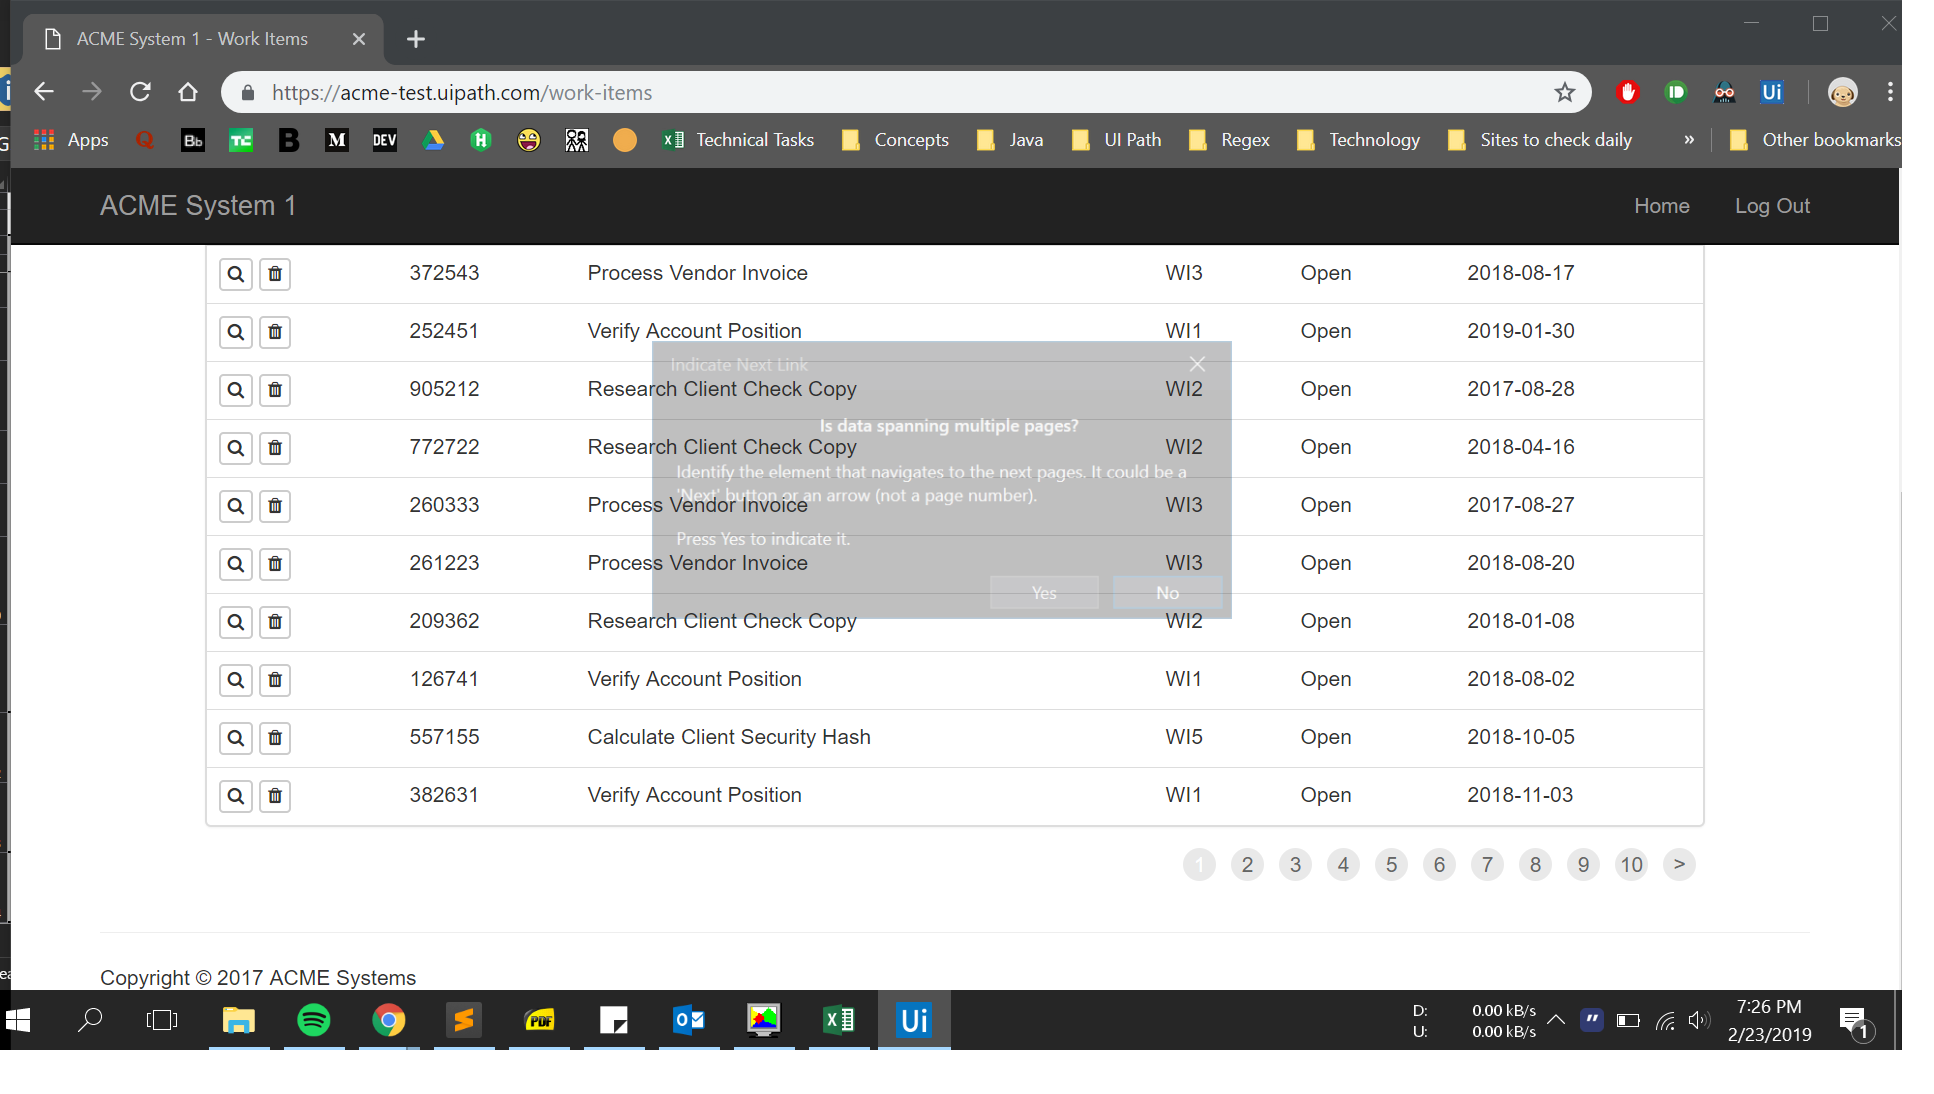 ACME System 1 - Work Items
https://acme-test.uipath.com/work-items
Apps Technical Tasks Concepts Java UI Path Regex Technology Sites to check daily » Other bookmarks
ACME System 1 Home Log Out
372543 Process Vendor Invoice WI3 Open 2018-08-17
252451 Verify Account Position WI1 Open 2019-01-30
Indicate Next Link
905212 Research Client Check Copy WI2 Open 2017-08-28
Is data spanning multiple pages?
772722 Research Client Check Copy WI2 Open 2018-04-16
Identify the element that navigates to the next pages. It could be a
'Next' button or an arrow (not a page number).
260333 Process Vendor Invoice WI3 Open 2017-08-27
Press Yes to indicate it.
261223 Process Vendor Invoice WI3 Open 2018-08-20
Yes No
209362 Research Client Check Copy WI2 Open 2018-01-08
126741 Verify Account Position WI1 Open 2018-08-02
557155 Calculate Client Security Hash WI5 Open 2018-10-05
382631 Verify Account Position WI1 Open 2018-11-03
1 2 3 4 5 6 7 8 9 10 >
Copyright © 2017 ACME Systems
D: 0.00 kB/s
U: 0.00 kB/s
7:26 PM
2/23/2019
1